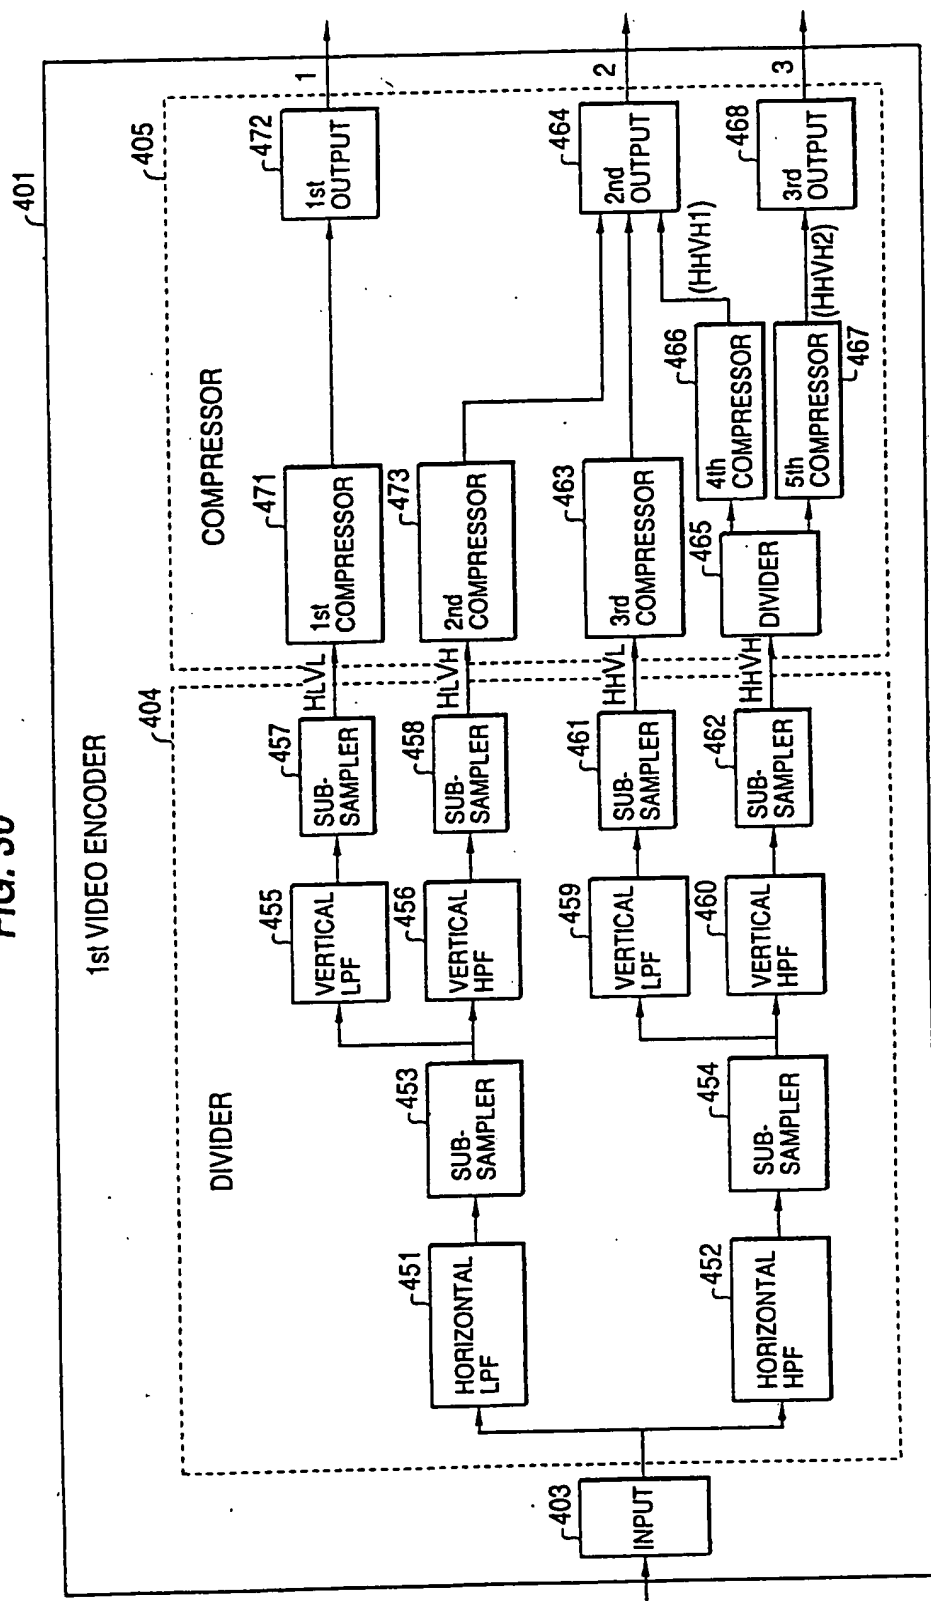 FIG. 30
401
1st VIDEO ENCODER
404
DIVIDER
405
COMPRESSOR
403
INPUT
451
HORIZONTAL
LPF
452
HORIZONTAL
HPF
453
SUB-
SAMPLER
454
SUB-
SAMPLER
455
VERTICAL
LPF
456
VERTICAL
HPF
459
VERTICAL
LPF
460
VERTICAL
HPF
457
SUB-
SAMPLER
458
SUB-
SAMPLER
461
SUB-
SAMPLER
462
SUB-
SAMPLER
HLVL
HLVH
HHVL
HHVH
471
1st
COMPRESSOR
473
2nd
COMPRESSOR
463
3rd
COMPRESSOR
465
DIVIDER
466
4th
COMPRESSOR
5th
COMPRESSOR
467
(HHVH1)
(HHVH2)
472
1st
OUTPUT
1
464
2nd
OUTPUT
2
468
3rd
OUTPUT
3